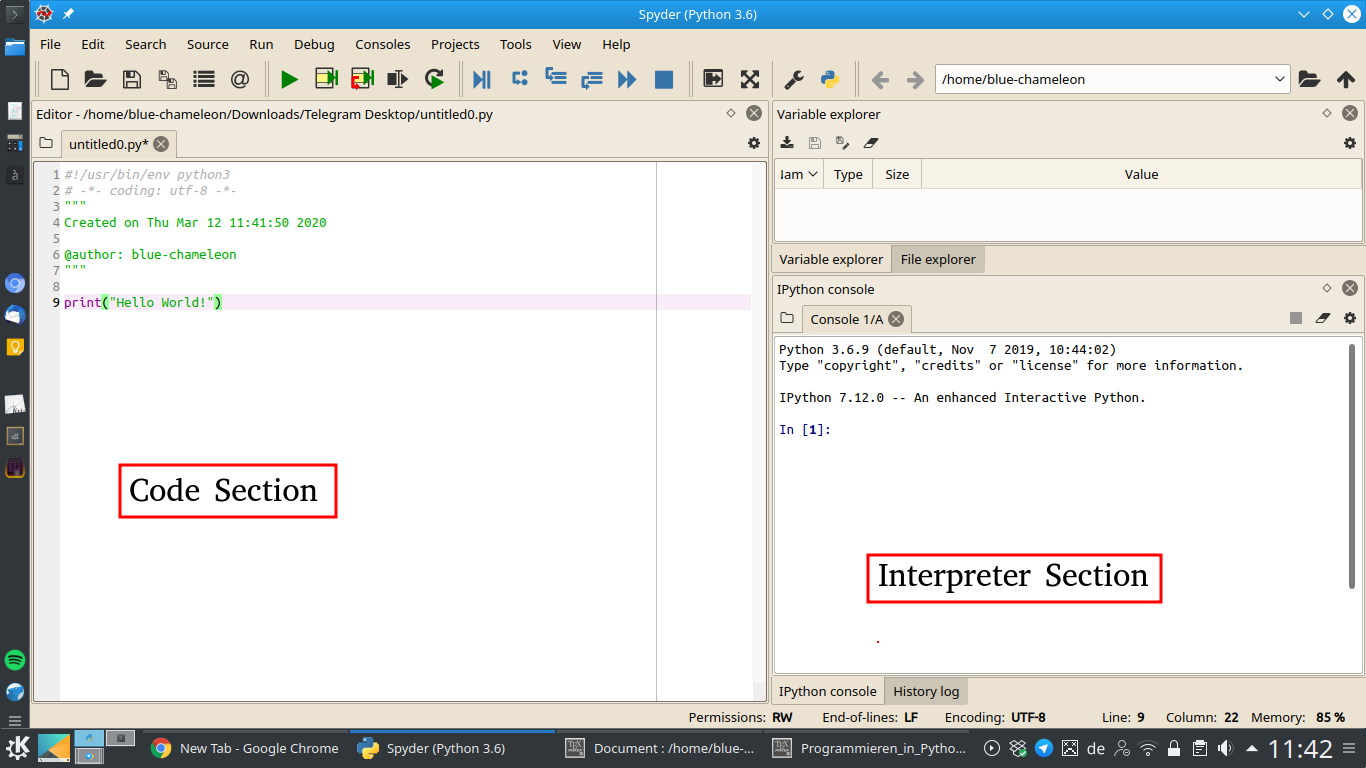 Spyder (Python 3.6)
File Edit Search Source Run Debug Consoles Projects Tools View Help
/home/blue-chameleon
Editor - /home/blue-chameleon/Downloads/Telegram Desktop/untitled0.py
untitled0.py*
1 #!/usr/bin/env python3
2 # -*- coding: utf-8 -*-
3 """
4 Created on Thu Mar 12 11:41:50 2020
5
6 @author: blue-chameleon
7 """
8
9 print("Hello World!")
Code Section
Variable explorer
Type Size Value
Variable explorer File explorer
IPython console
Console 1/A
Python 3.6.9 (default, Nov  7 2019, 10:44:02)
Type "copyright", "credits" or "license" for more information.
IPython 7.12.0 -- An enhanced Interactive Python.
In [1]:
Interpreter Section
IPython console History log
Permissions: RW End-of-lines: LF Encoding: UTF-8 Line: 9 Column: 22 Memory: 85 %
New Tab - Google Chrome Spyder (Python 3.6) Document : /home/blue-... Programmieren_in_Pytho... de 11:42